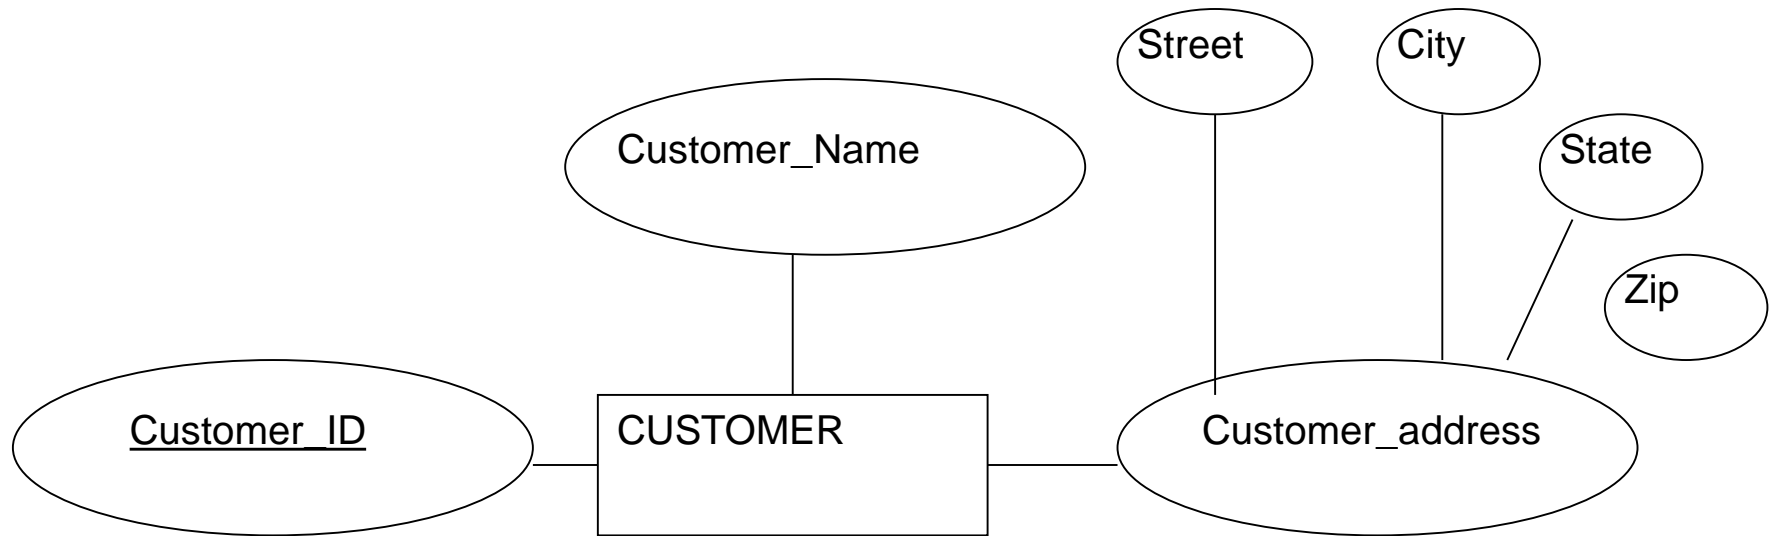 Street
City
Customer_Name
State
Zip
Customer_ID
CUSTOMER
Customer_address